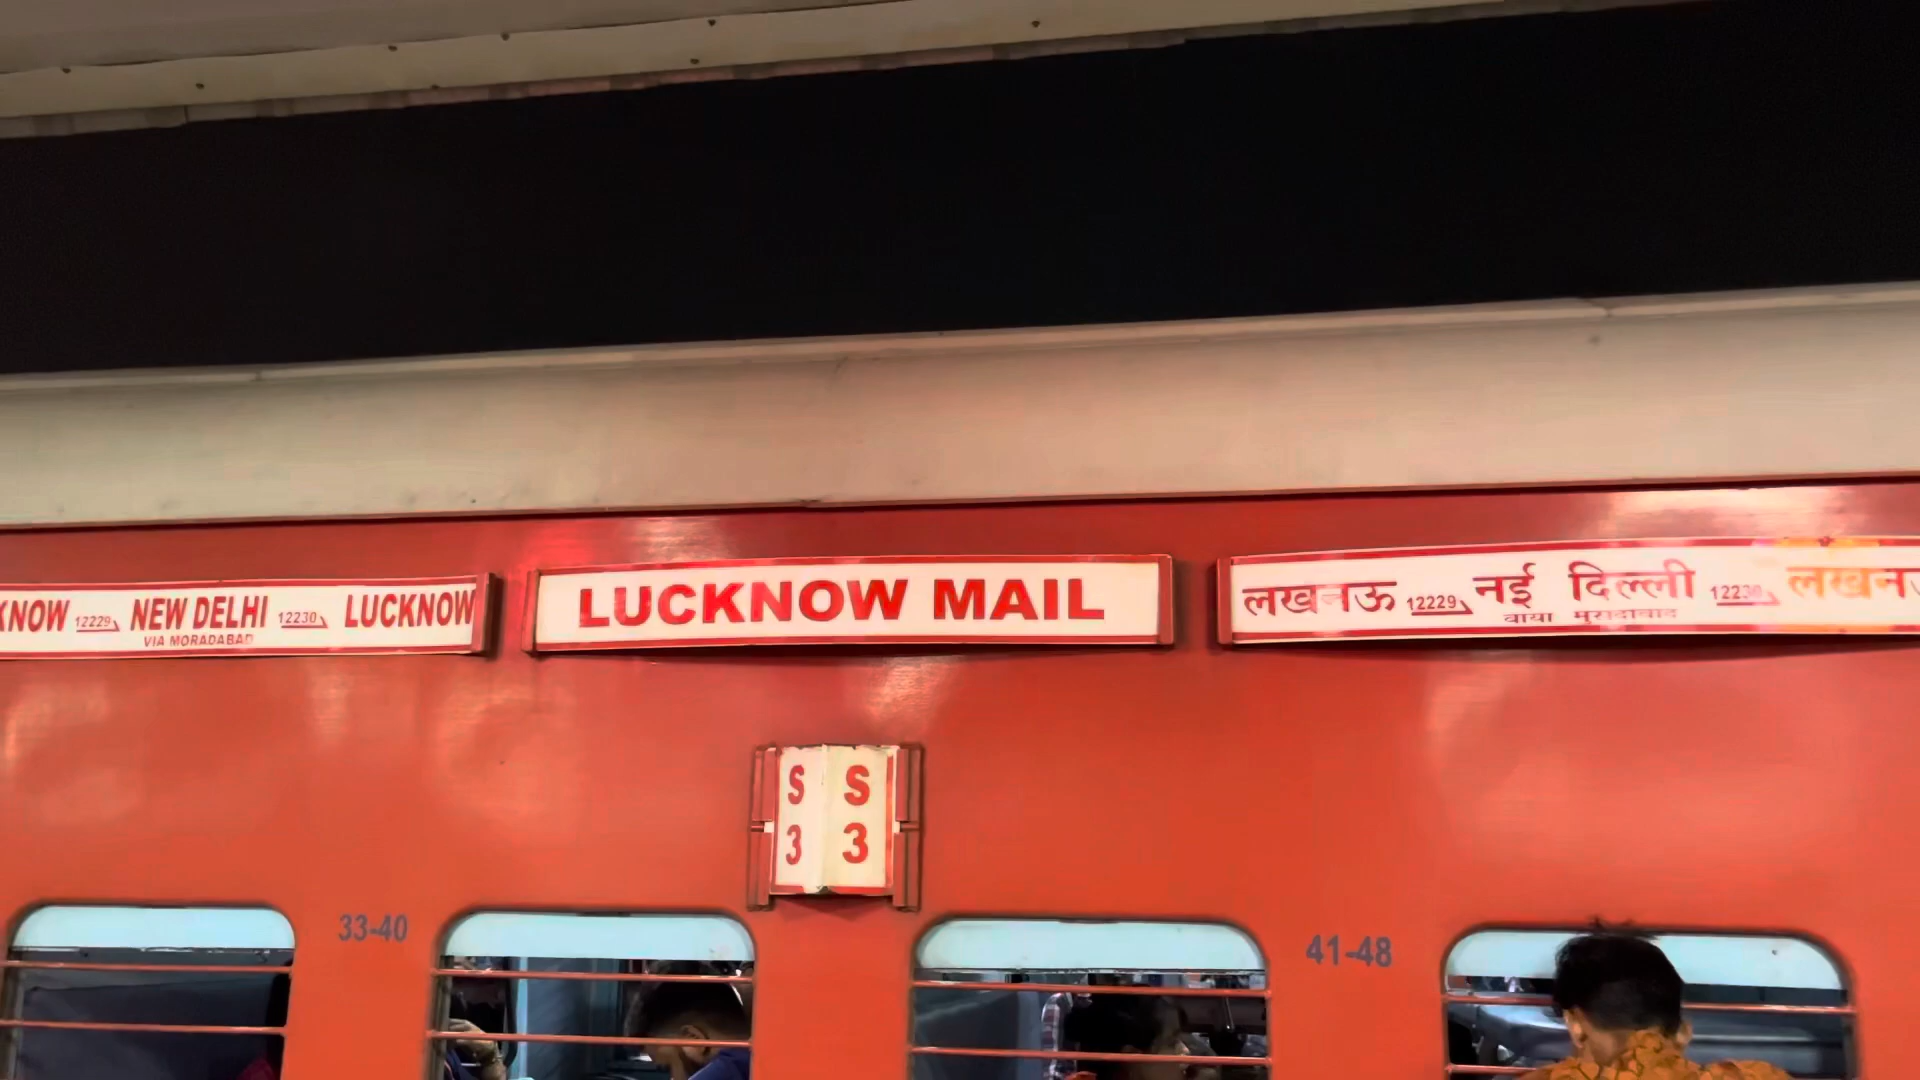 KNOW 12229 NEW DELHI 12230 LUCKNOW
VIA MORADABAD
LUCKNOW MAIL
लखनऊ 12229 नई दिल्ली 12230 लखनऊ
वाया मुरादाबाद
S S
3 3
33-40
41-48